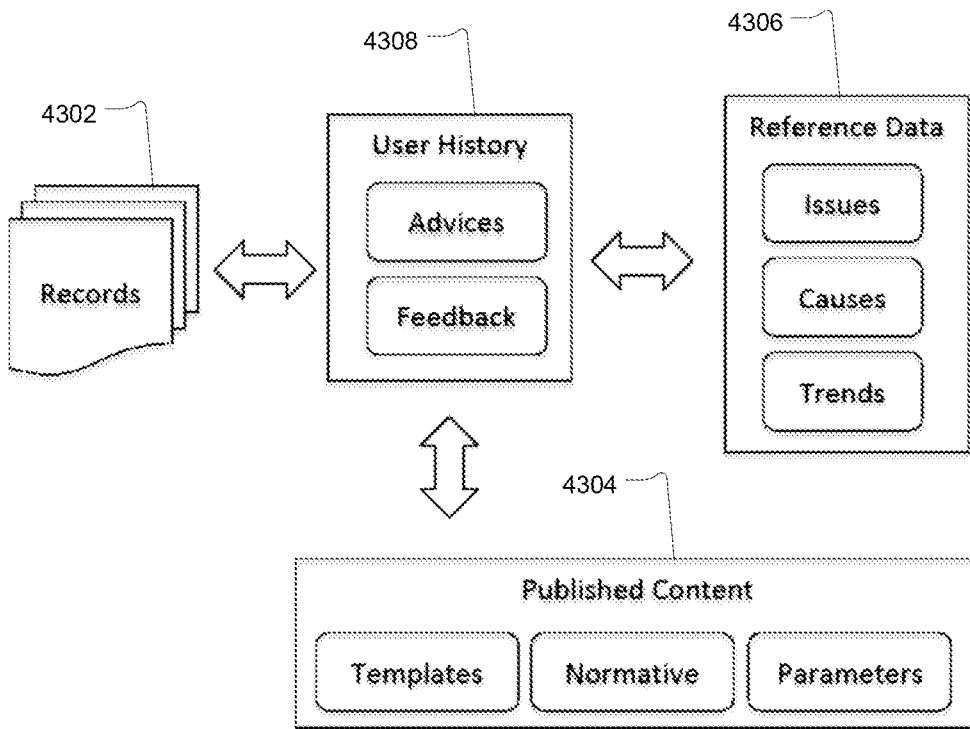 4308
4306
4302
User History
Advices
Feedback
Reference Data
Issues
Causes
Trends
Records
4304
Published Content
Templates
Normative
Parameters